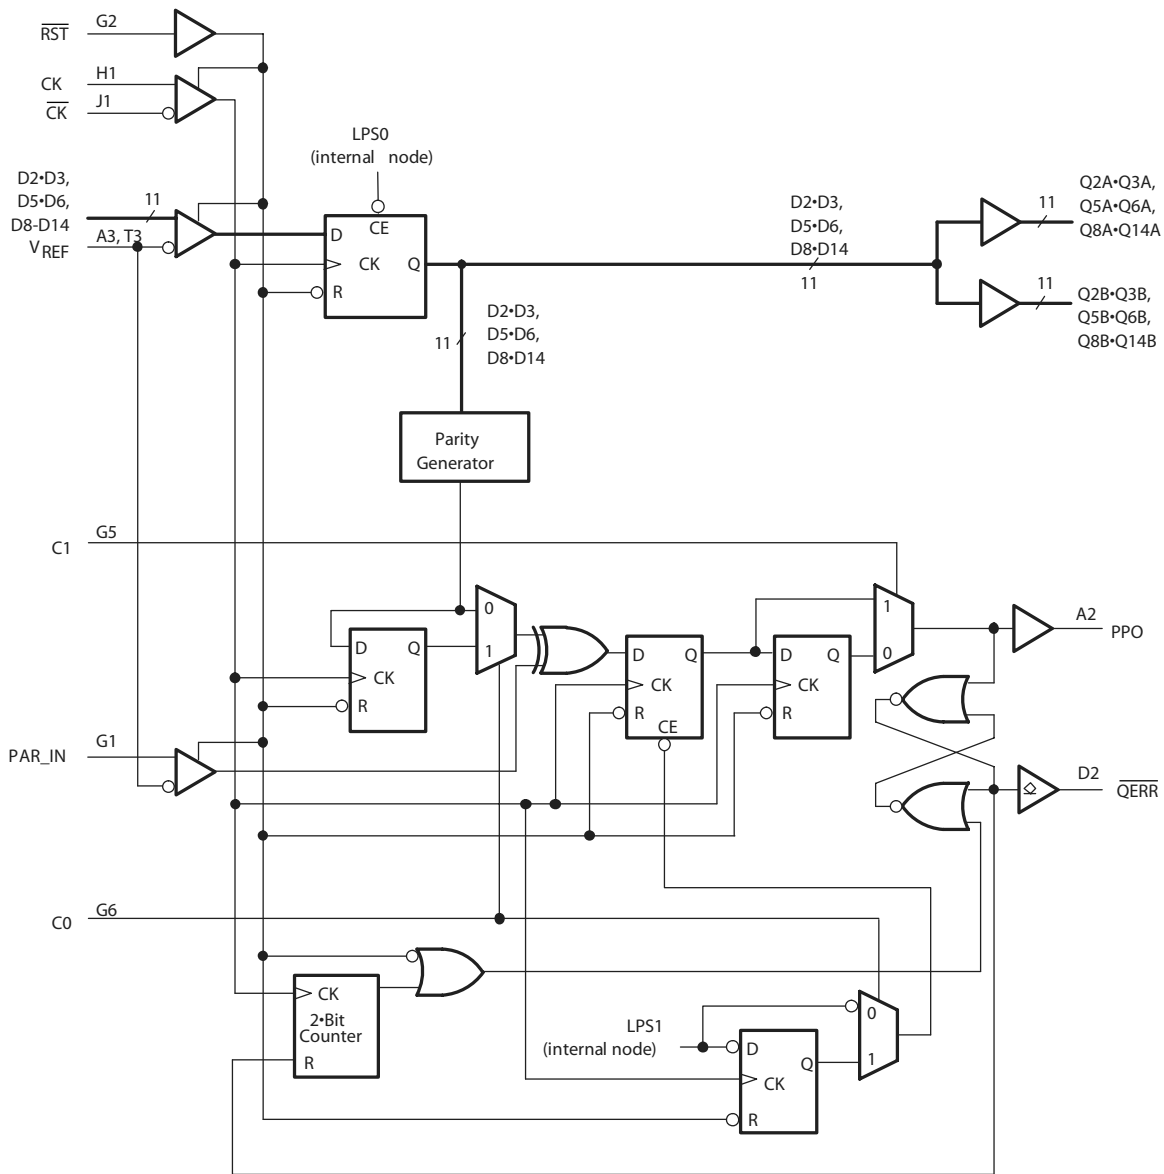 RST G2
CK H1
CK J1
LPS0
(internal node)
D2•D3,
D5•D6,
D8-D14
11
VREF A3, T3
D
CE
CK
Q
R
D2•D3,
D5•D6,
D8•D14
11
11
Q2A•Q3A,
Q5A•Q6A,
Q8A•Q14A
11
Q2B•Q3B,
Q5B•Q6B,
Q8B•Q14B
11
D2•D3,
D5•D6,
D8•D14
Parity
Generator
C1 G5
0
1
D
Q
CK
R
D
Q
CK
R
CE
D
Q
CK
R
1
0
A2
PPO
PAR_IN G1
D2
QERR
C0 G6
CK
2•Bit
Counter
R
LPS1
(internal node)
D
Q
CK
R
0
1